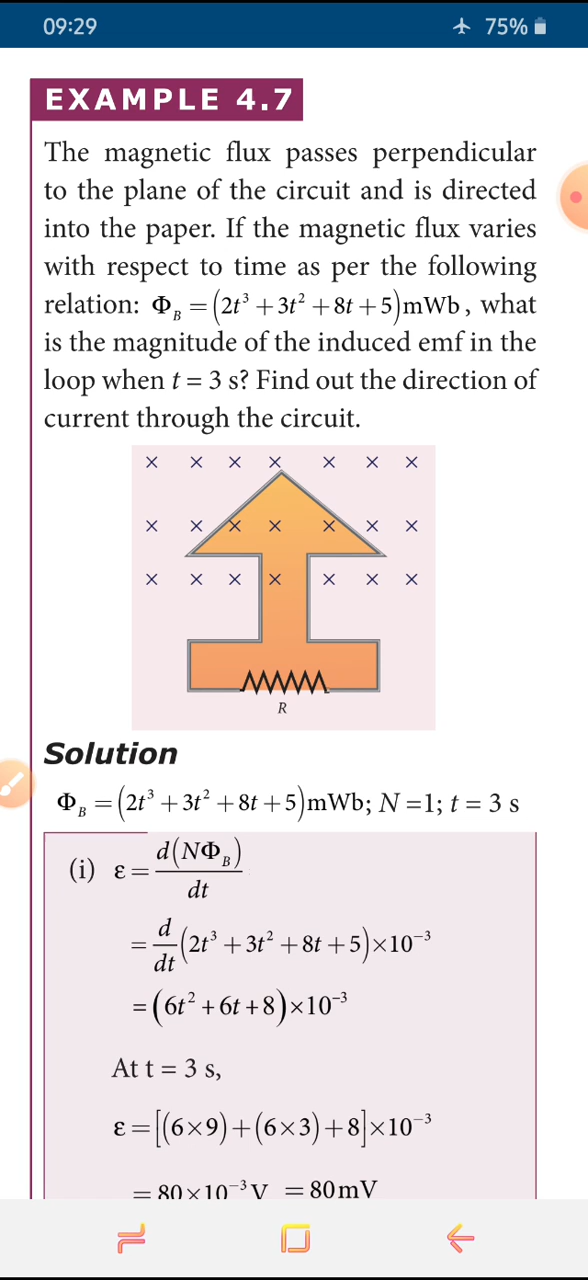 09:29 75%
EXAMPLE 4.7
The magnetic flux passes perpendicular
to the plane of the circuit and is directed
into the paper. If the magnetic flux varies
with respect to time as per the following
relation: Φ_B = (2t³ + 3t² + 8t + 5)mWb, what
is the magnitude of the induced emf in the
loop when t = 3 s? Find out the direction of
current through the circuit.
× × × × × × ×
× × × × × × ×
× × × × × × ×
R
Solution
Φ_B = (2t³ + 3t² + 8t + 5)mWb; N = 1; t = 3 s
(i) ε = d(NΦ_B)/dt
= d/dt (2t³ + 3t² + 8t + 5)×10⁻³
= (6t² + 6t + 8)×10⁻³
At t = 3 s,
ε = [(6×9)+(6×3)+8]×10⁻³
= 80×10⁻³V = 80mV